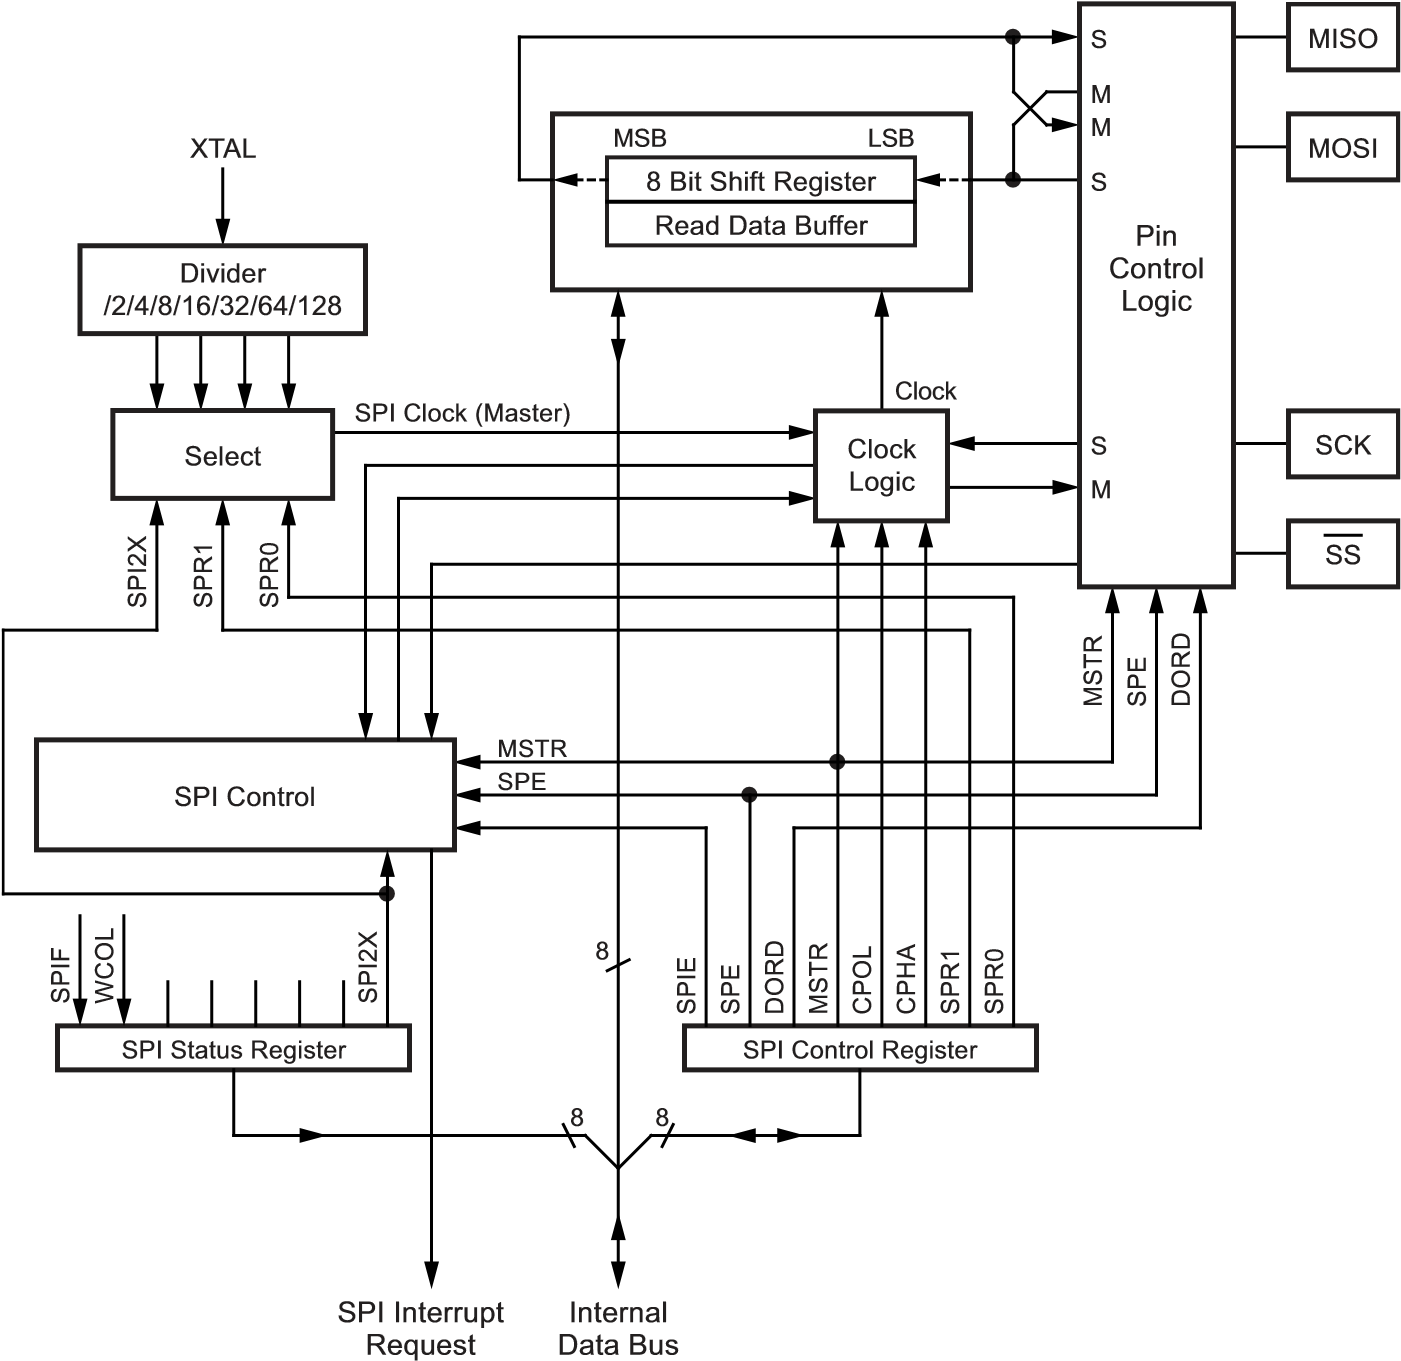 S
MISO
M
M
MOSI
MSB
LSB
XTAL
8 Bit Shift Register
S
Read Data Buffer
Pin
Control
Logic
Divider
/2/4/8/16/32/64/128
Clock
SPI Clock (Master)
Select
Clock
Logic
S
SCK
M
SS
SPI2X
SPR1
SPR0
MSTR
SPE
DORD
MSTR
SPE
SPI Control
SPIF
WCOL
SPI2X
8
SPIE
SPE
DORD
MSTR
CPOL
CPHA
SPR1
SPR0
SPI Status Register
SPI Control Register
8
8
SPI Interrupt
Request
Internal
Data Bus